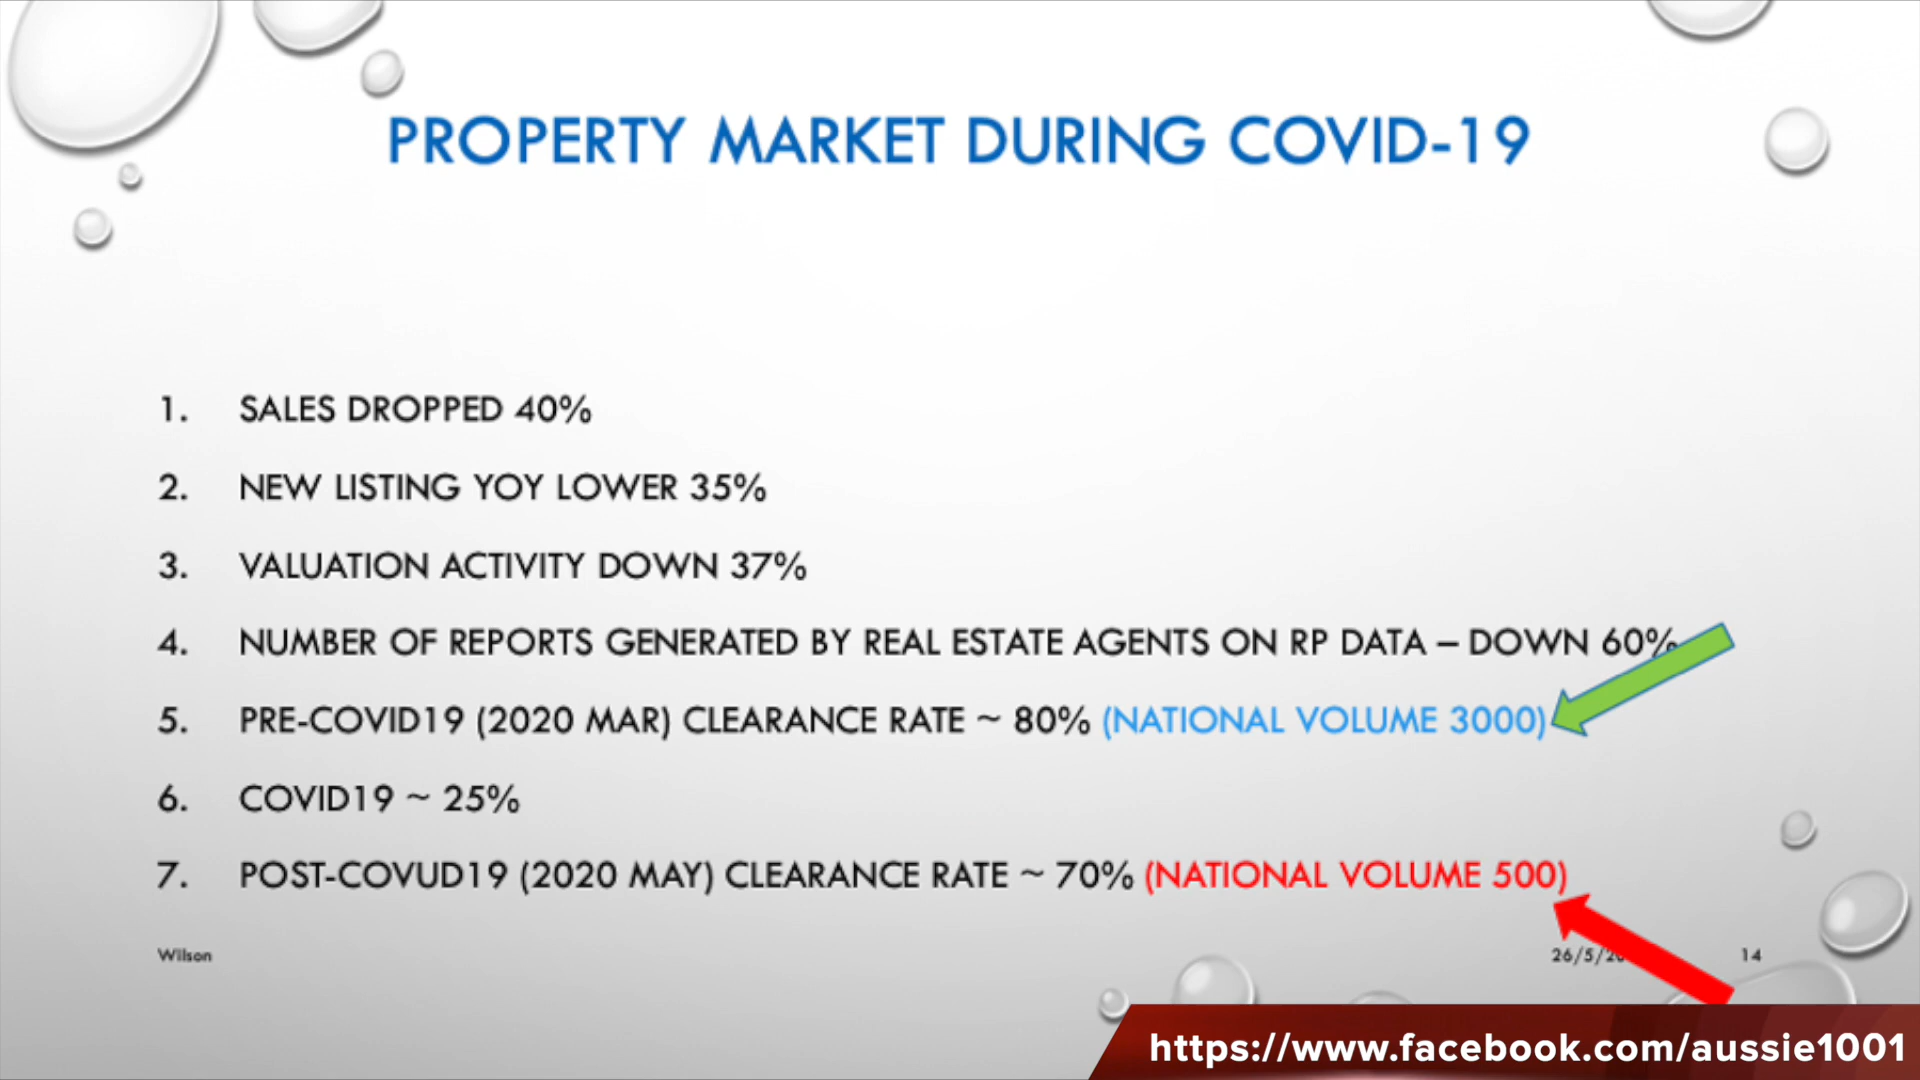 PROPERTY MARKET DURING COVID-19
1. SALES DROPPED 40%
2. NEW LISTING YOY LOWER 35%
3. VALUATION ACTIVITY DOWN 37%
4. NUMBER OF REPORTS GENERATED BY REAL ESTATE AGENTS ON RP DATA – DOWN 60%
5. PRE-COVID19 (2020 MAR) CLEARANCE RATE ~ 80% (NATIONAL VOLUME 3000)
6. COVID19 ~ 25%
7. POST-COVUD19 (2020 MAY) CLEARANCE RATE ~ 70% (NATIONAL VOLUME 500)
Wilson 26/5/20 14
https://www.facebook.com/aussie1001